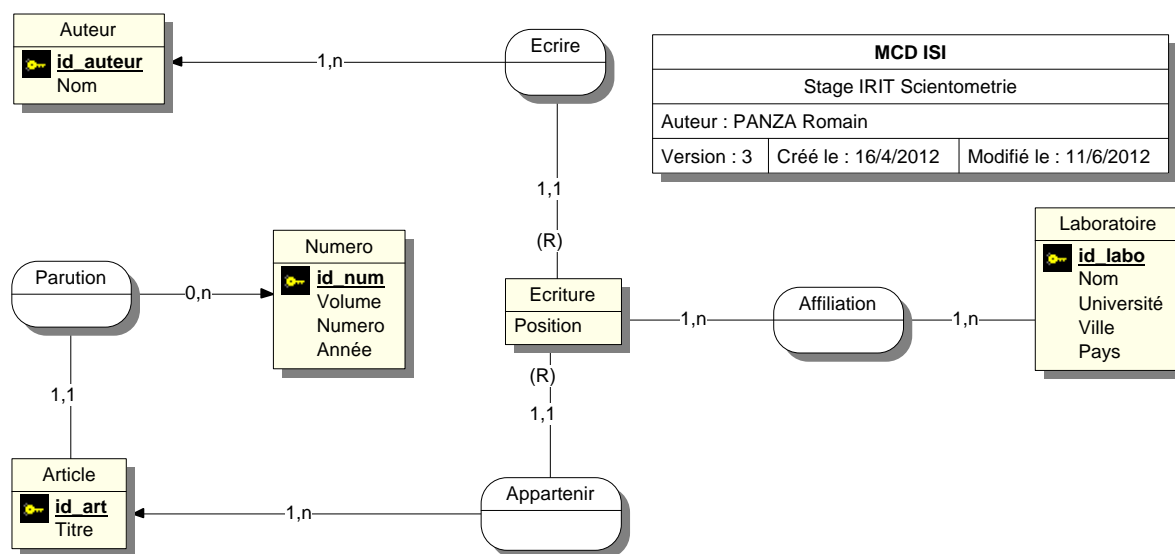 Auteur
id_auteur
Nom
1,n
Ecrire
MCD ISI
Stage IRIT Scientometrie
Auteur : PANZA Romain
Version : 3 Créé le : 16/4/2012 Modifié le : 11/6/2012
1,1
(R)
Parution
0,n
Numero
id_num
Volume
Numero
Année
Ecriture
Position
1,n
Affiliation
1,n
Laboratoire
id_labo
Nom
Université
Ville
Pays
1,1
(R)
1,1
Article
id_art
Titre
1,n
Appartenir